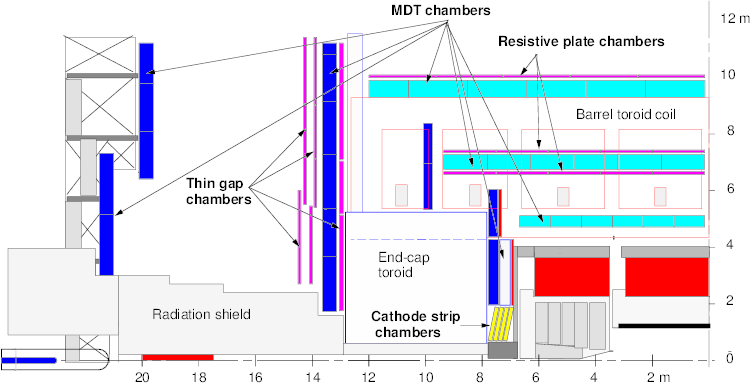 MDT chambers
12 m
Resistive plate chambers
10
Barrel toroid coil
8
Thin gap
chambers
6
4
End-cap
toroid
2
Radiation shield
Cathode strip
chambers
0
20
18
16
14
12
10
8
6
4
2 m